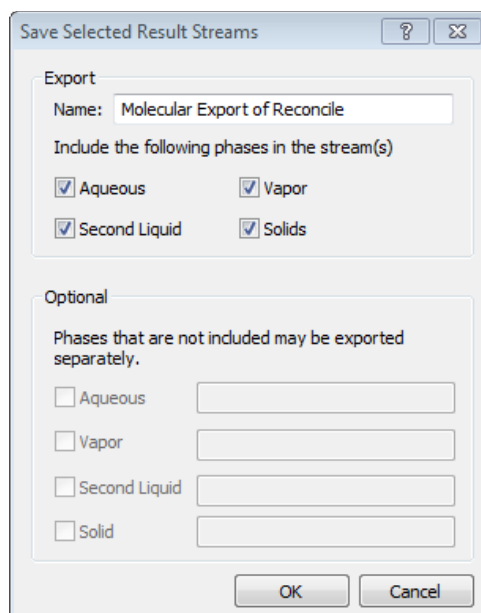 Save Selected Result Streams
Export
Name: Molecular Export of Reconcile
Include the following phases in the stream(s)
Aqueous Vapor
Second Liquid Solids
Optional
Phases that are not included may be exported
separately.
Aqueous
Vapor
Second Liquid
Solid
OK Cancel